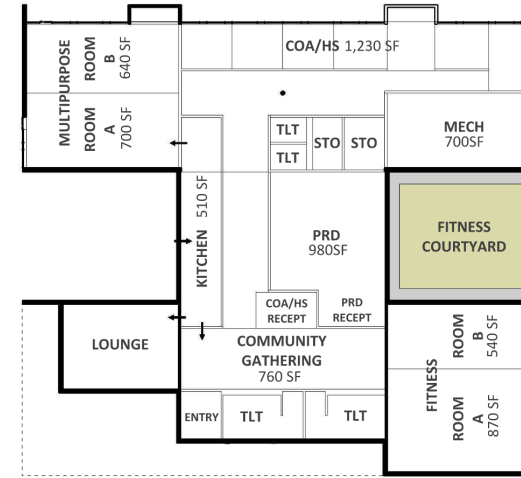 COA/HS 1,230 SF
MULTIPURPOSE
ROOM
B
640 SF
ROOM
A
700 SF
TLT
TLT
STO
STO
MECH
700SF
KITCHEN 510 SF
PRD
980SF
FITNESS
COURTYARD
COA/HS
RECEPT
PRD
RECEPT
LOUNGE
COMMUNITY
GATHERING
760 SF
FITNESS
ROOM
B
540 SF
ROOM
A
870 SF
ENTRY
TLT
TLT